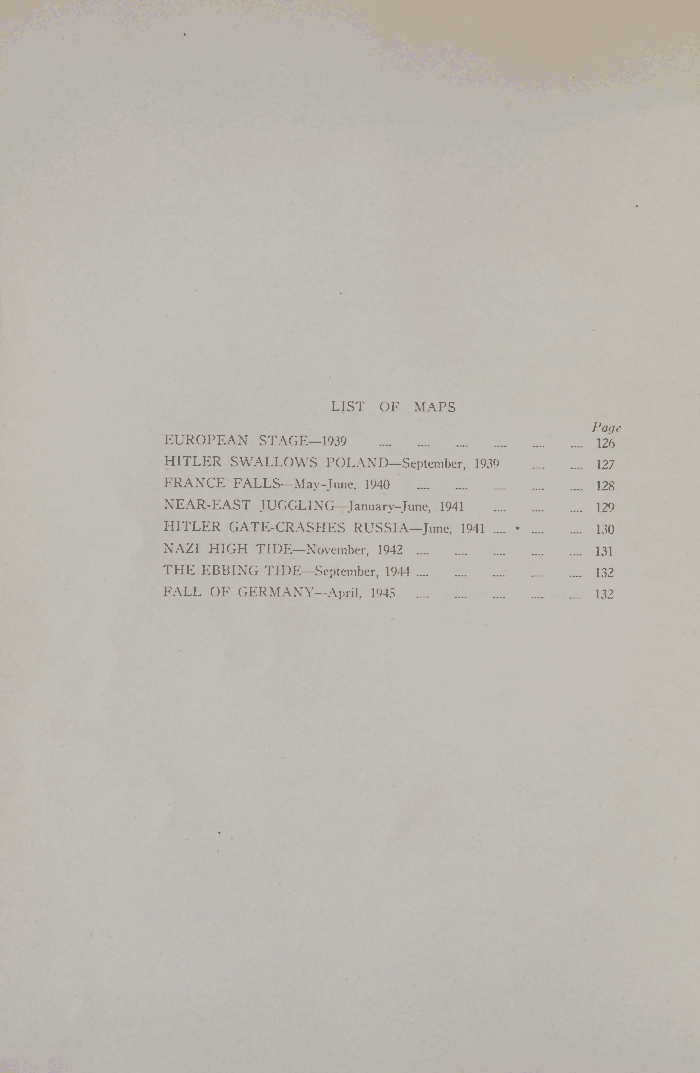 LIST OF MAPS
Page
EUROPEAN STAGE—1939 .... .... .... .... .... .... 126
HITLER SWALLOWS POLAND—September, 1939 .... .... 127
FRANCE FALLS—May-June, 1940 .... .... .... .... .... 128
NEAR-EAST JUGGLING—January-June, 1941 .... .... .... 129
HITLER GATE-CRASHES RUSSIA—June, 1941 .... .... .... 130
NAZI HIGH TIDE—November, 1942 .... .... .... .... .... 131
THE EBBING TIDE—September, 1944 .... .... .... .... .... 132
FALL OF GERMANY—April, 1945 .... .... .... .... .... 132